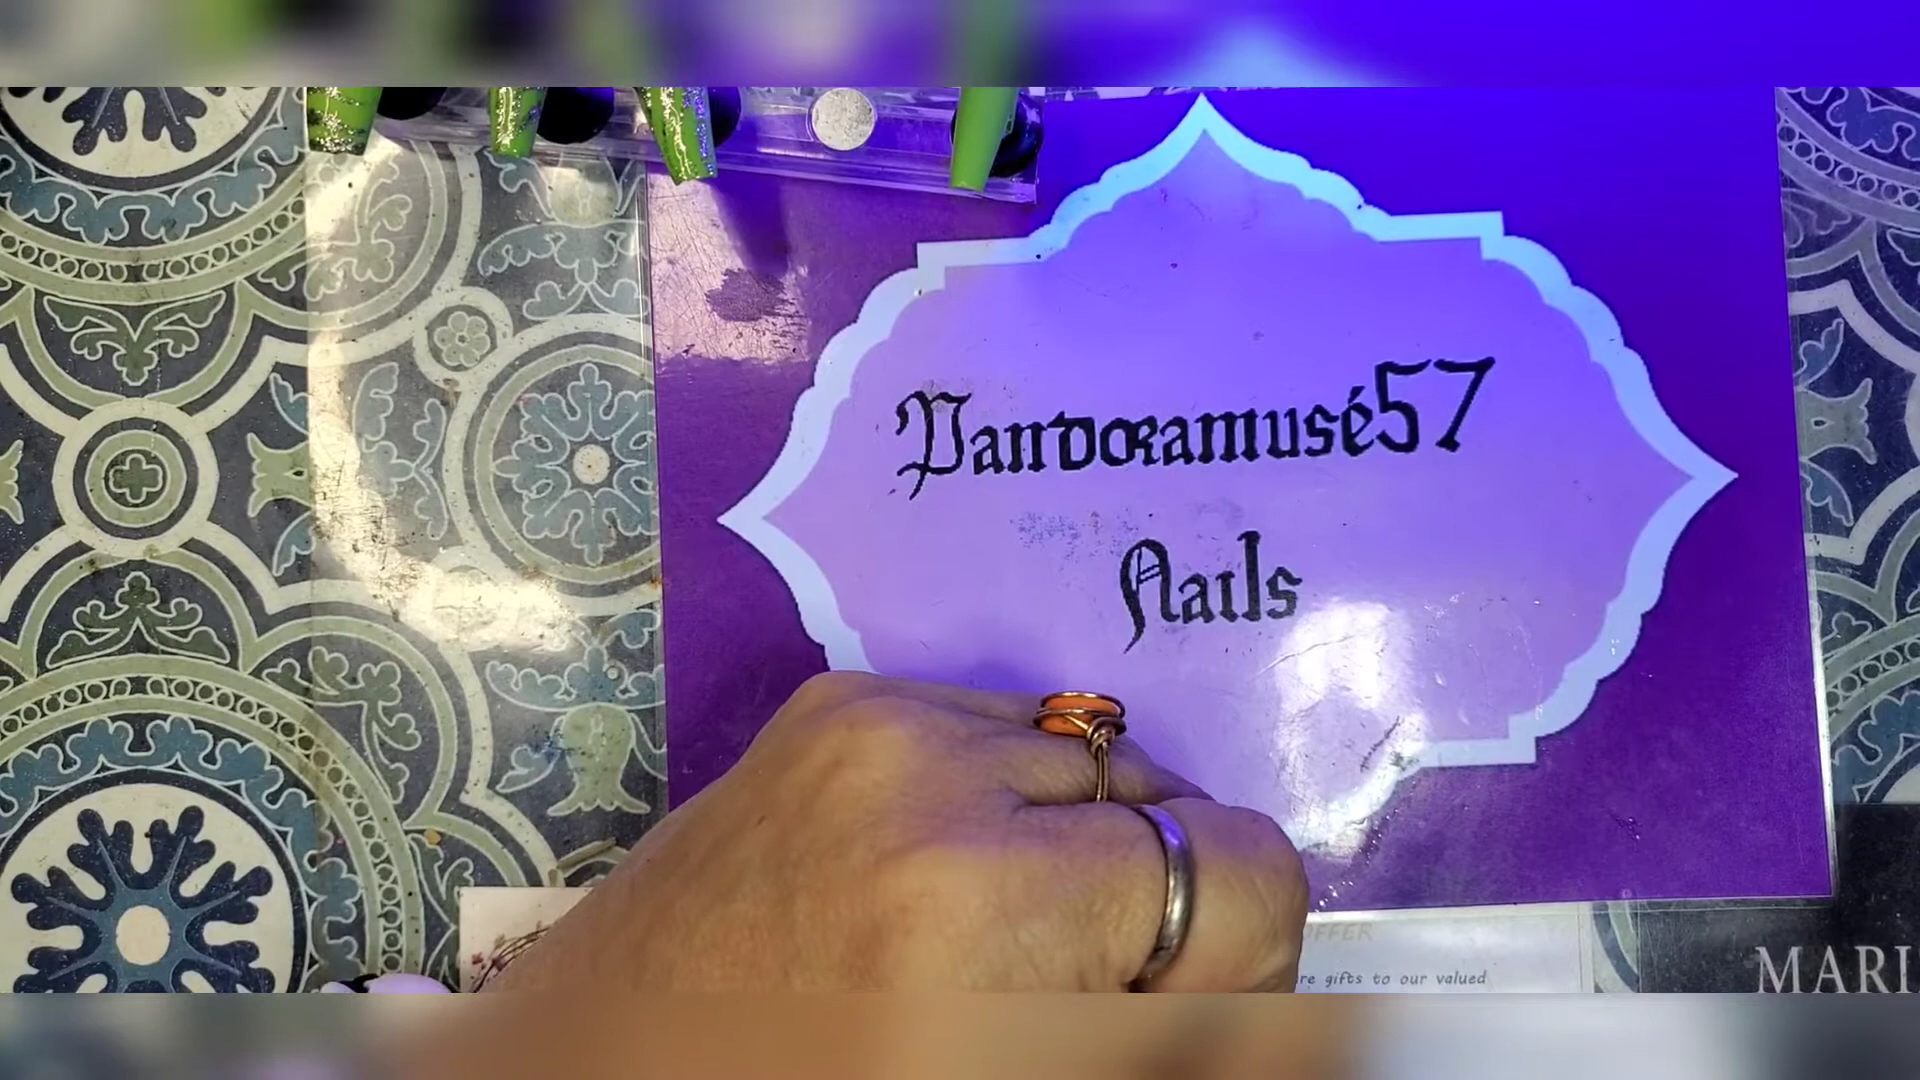 Pandoramusé57
Nails
OFFER
re gifts to our valued
MARI